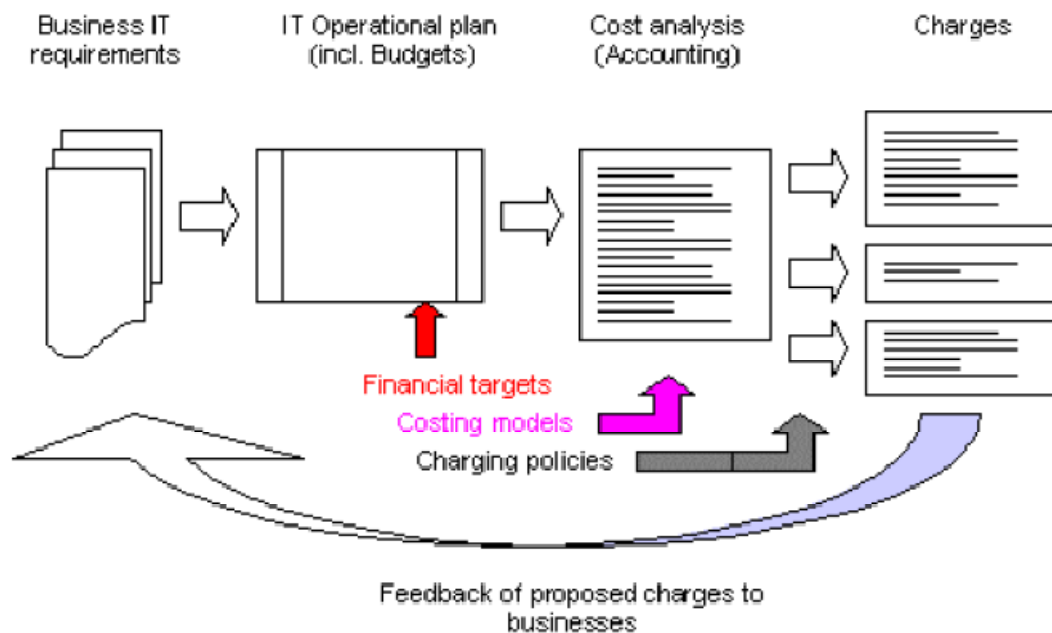 Business IT
requirements
IT Operational plan
(incl. Budgets)
Cost analysis
(Accounting)
Charges
Financial targets
Costing models
Charging policies
Feedback of proposed charges to
businesses